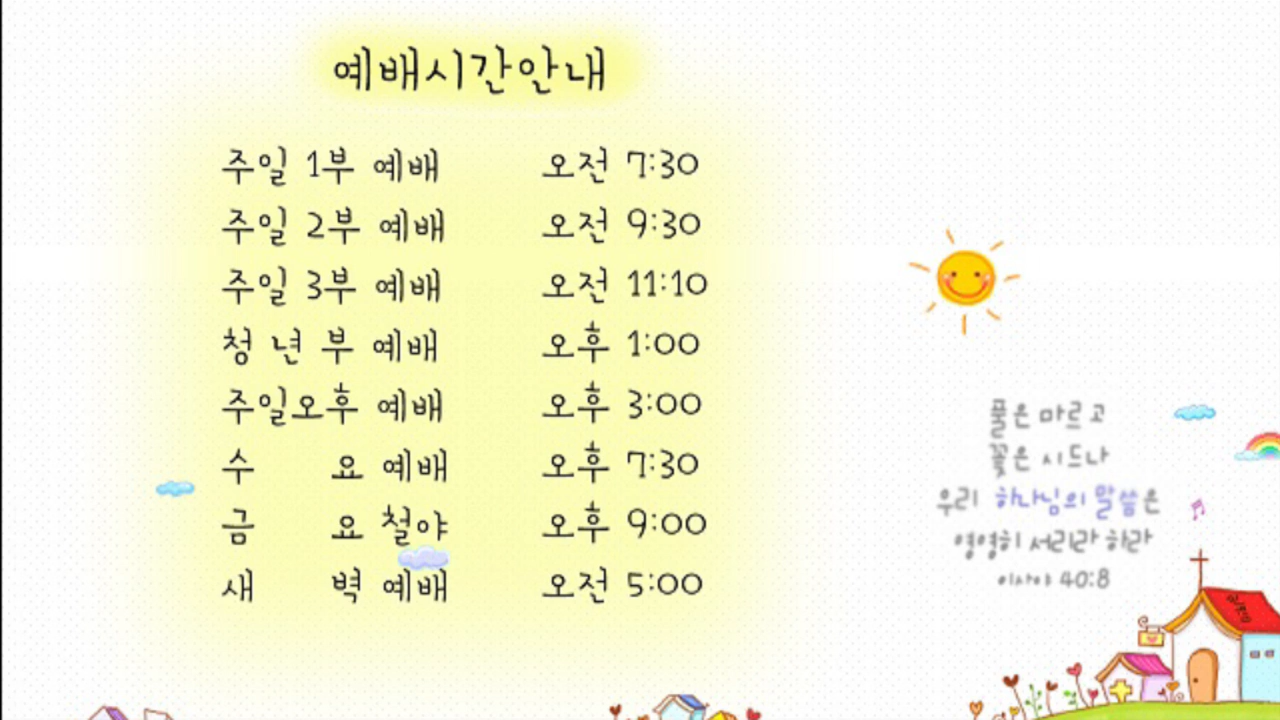 예배시간안내
주일 1부 예배 오전 7:30
주일 2부 예배 오전 9:30
주일 3부 예배 오전 11:10
청 년 부 예배 오후 1:00
주일오후 예배 오후 3:00
수 요 예배 오후 7:30
금 요 철야 오후 9:00
새 벽 예배 오전 5:00
풀은 마르고
꽃은 시드나
우리 하나님의 말씀은
영영히 서리라 하라
이사야 40:8